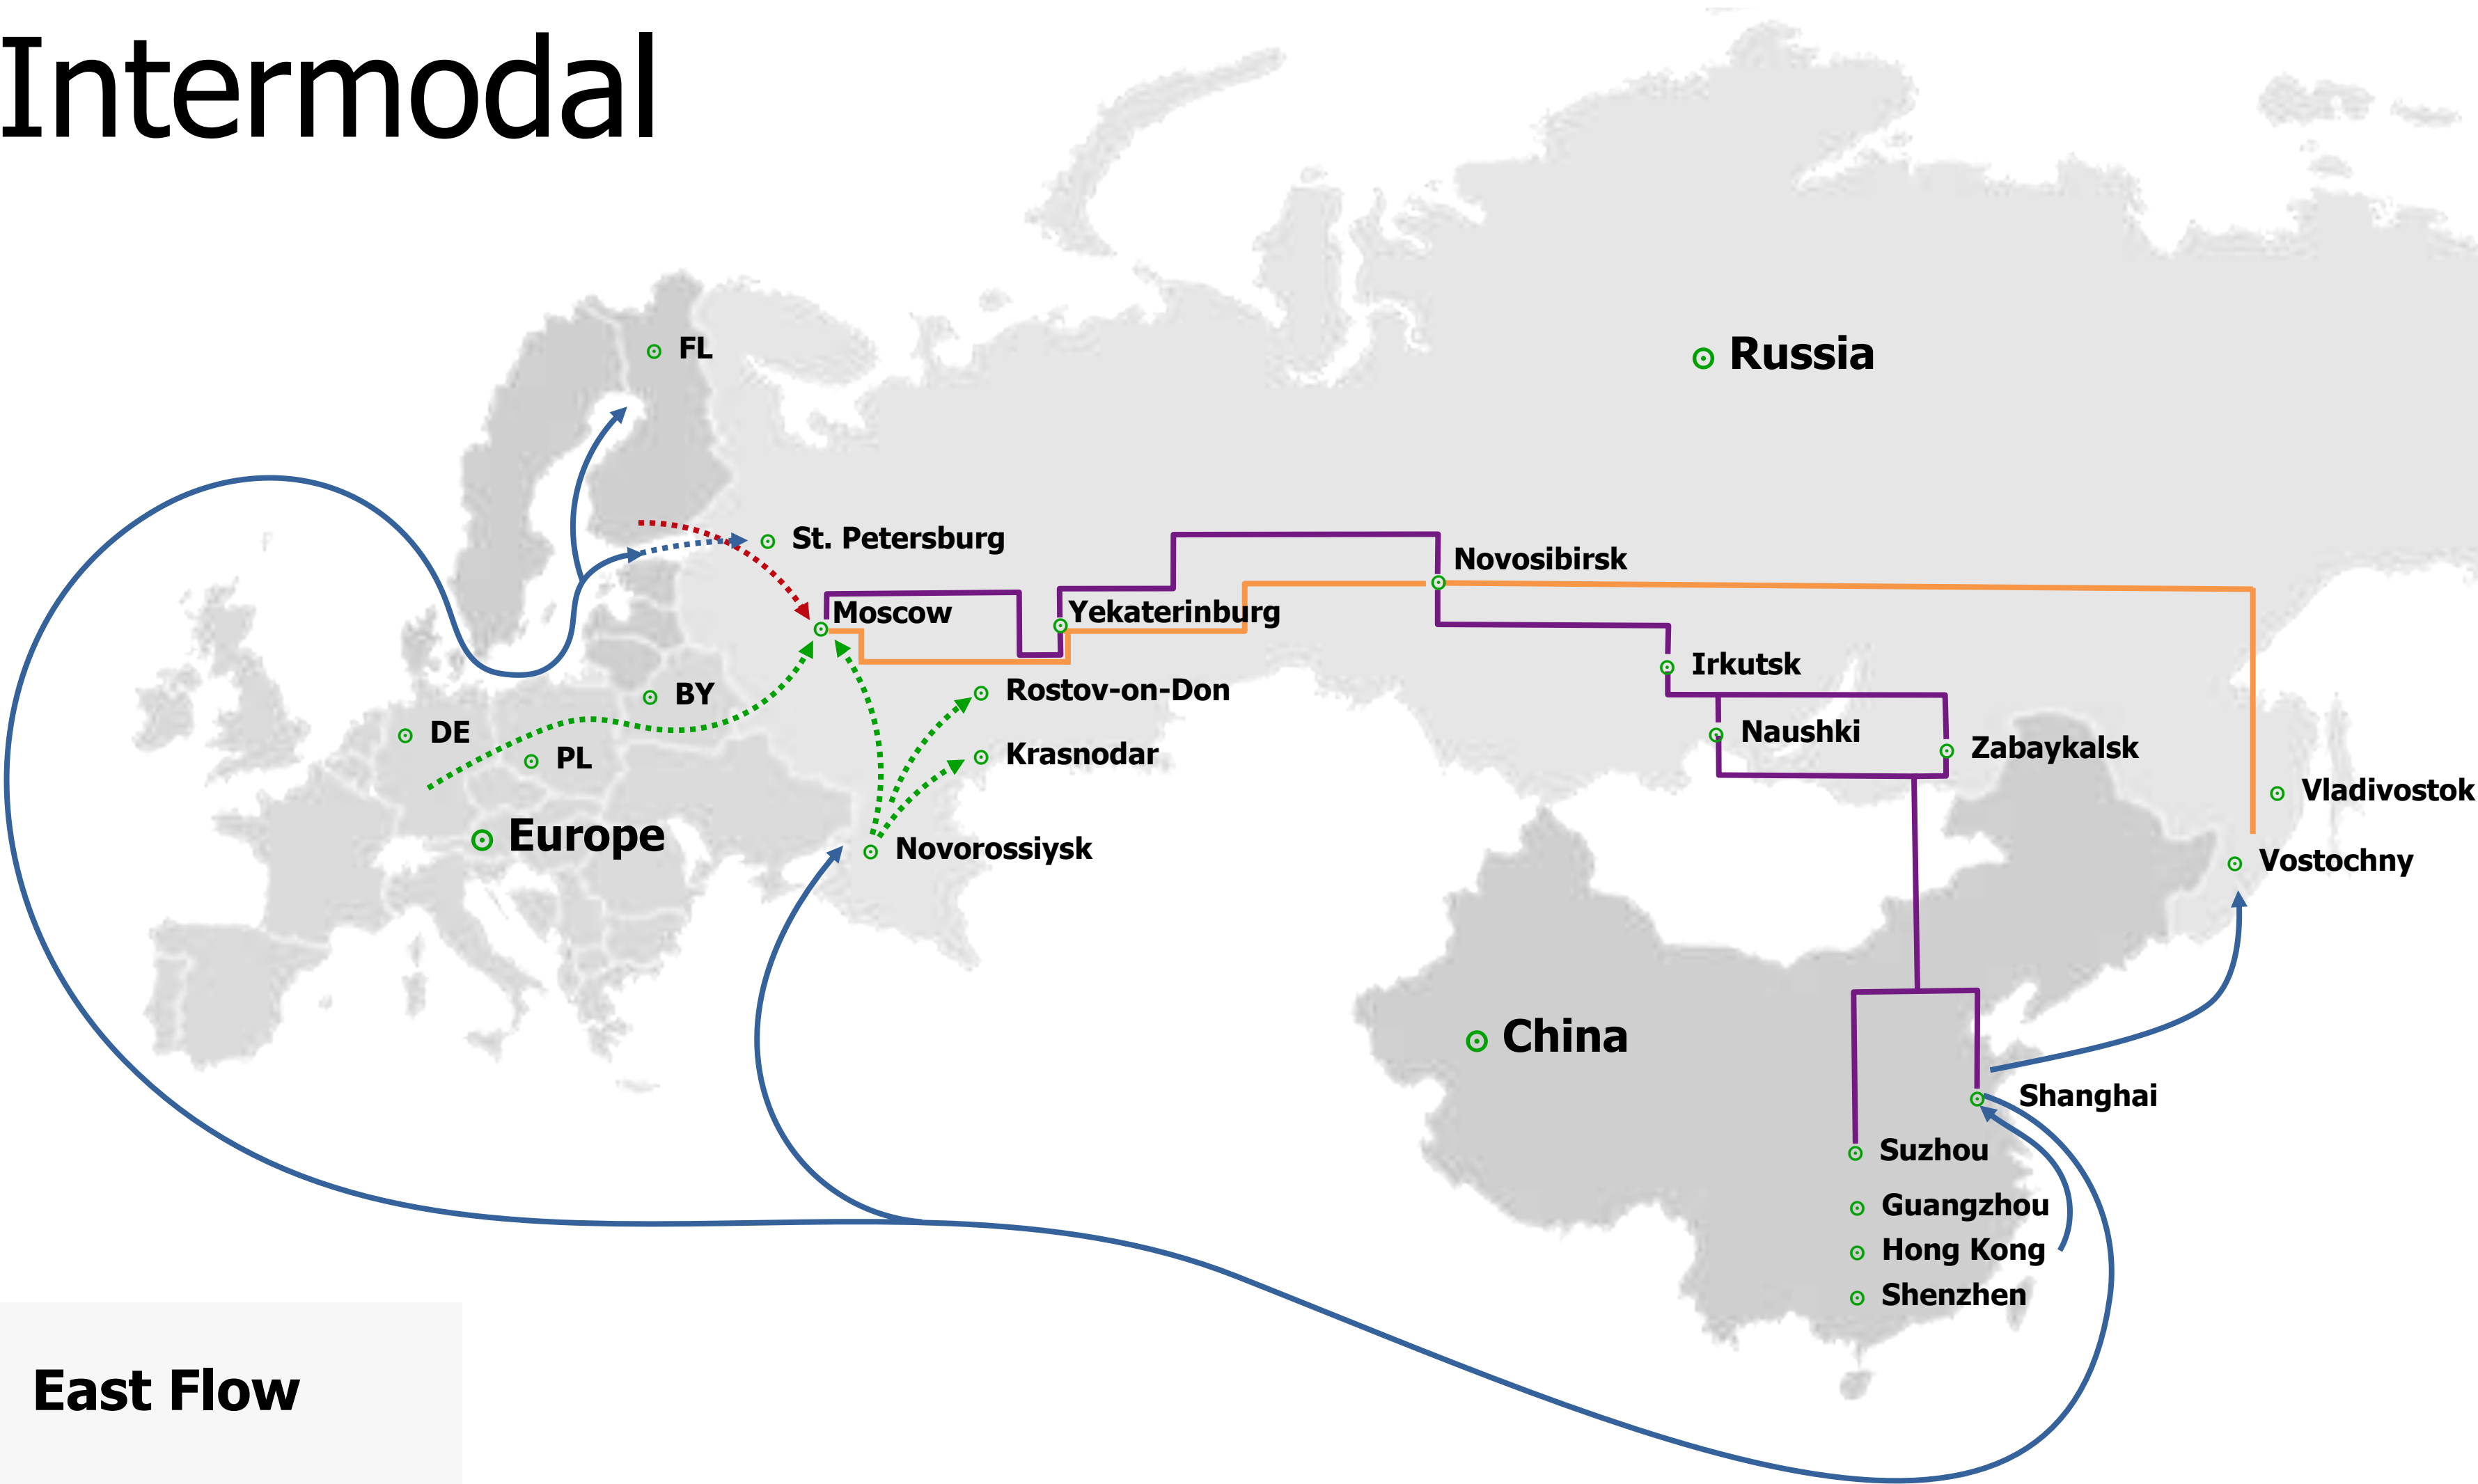 Intermodal
FL
Russia
St. Petersburg
Novosibirsk
Moscow
Yekaterinburg
Irkutsk
BY
Rostov-on-Don
DE
Naushki
PL
Krasnodar
Zabaykalsk
Vladivostok
Europe
Novorossiysk
Vostochny
China
Shanghai
Suzhou
Guangzhou
Hong Kong
Shenzhen
East Flow